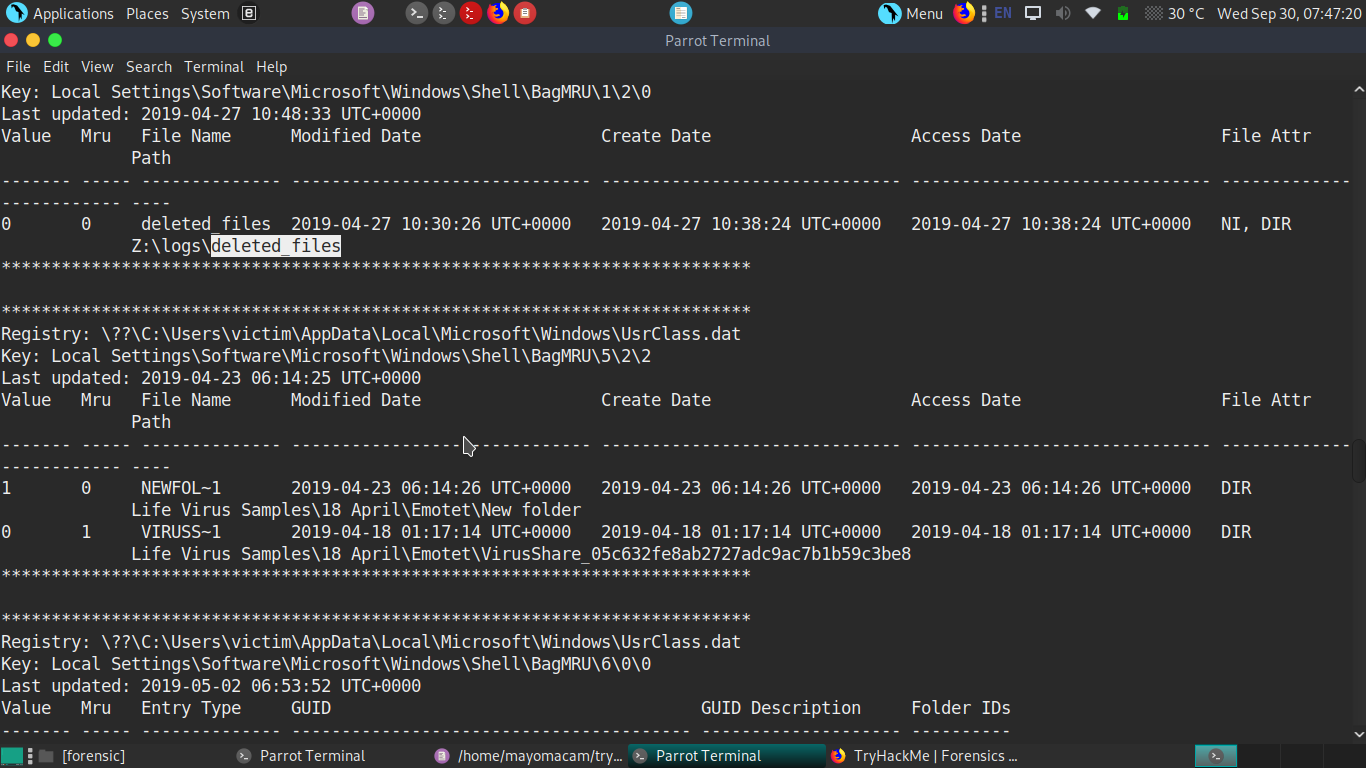 Applications Places System Menu EN 30 °C Wed Sep 30, 07:47:20
Parrot Terminal
File Edit View Search Terminal Help
Key: Local Settings\Software\Microsoft\Windows\Shell\BagMRU\1\2\0
Last updated: 2019-04-27 10:48:33 UTC+0000
Value   Mru   File Name      Modified Date                  Create Date                    Access Date                    File Attr
             Path
------- ----- -------------- ------------------------------ ------------------------------ ------------------------------ -------------
------------ ----
0       0     deleted_files  2019-04-27 10:30:26 UTC+0000   2019-04-27 10:38:24 UTC+0000   2019-04-27 10:38:24 UTC+0000   NI, DIR
             Z:\logs\deleted_files
***************************************************************************
***************************************************************************
Registry: \??\C:\Users\victim\AppData\Local\Microsoft\Windows\UsrClass.dat
Key: Local Settings\Software\Microsoft\Windows\Shell\BagMRU\5\2\2
Last updated: 2019-04-23 06:14:25 UTC+0000
Value   Mru   File Name      Modified Date                  Create Date                    Access Date                    File Attr
             Path
------- ----- -------------- ------------------------------ ------------------------------ ------------------------------ -------------
------------ ----
1       0     NEWFOL~1       2019-04-23 06:14:26 UTC+0000   2019-04-23 06:14:26 UTC+0000   2019-04-23 06:14:26 UTC+0000   DIR
             Life Virus Samples\18 April\Emotet\New folder
0       1     VIRUSS~1       2019-04-18 01:17:14 UTC+0000   2019-04-18 01:17:14 UTC+0000   2019-04-18 01:17:14 UTC+0000   DIR
             Life Virus Samples\18 April\Emotet\VirusShare_05c632fe8ab2727adc9ac7b1b59c3be8
***************************************************************************
***************************************************************************
Registry: \??\C:\Users\victim\AppData\Local\Microsoft\Windows\UsrClass.dat
Key: Local Settings\Software\Microsoft\Windows\Shell\BagMRU\6\0\0
Last updated: 2019-05-02 06:53:52 UTC+0000
Value   Mru   Entry Type     GUID                                     GUID Description     Folder IDs
------- ----- -------------- ---------------------------------------- -------------------- ----------
[forensic] Parrot Terminal /home/mayomacam/try... Parrot Terminal TryHackMe | Forensics ...